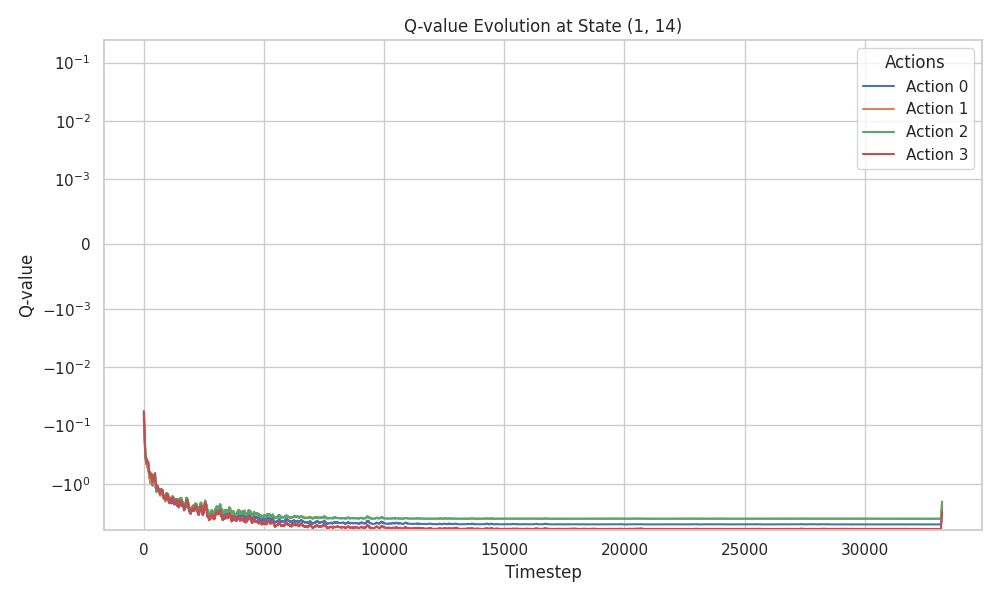 Q-value Evolution at State (1, 14)
Q-value
10⁻¹
10⁻²
10⁻³
0
−10⁻³
−10⁻²
−10⁻¹
−10⁰
Actions
Action 0
Action 1
Action 2
Action 3
0 5000 10000 15000 20000 25000 30000
Timestep